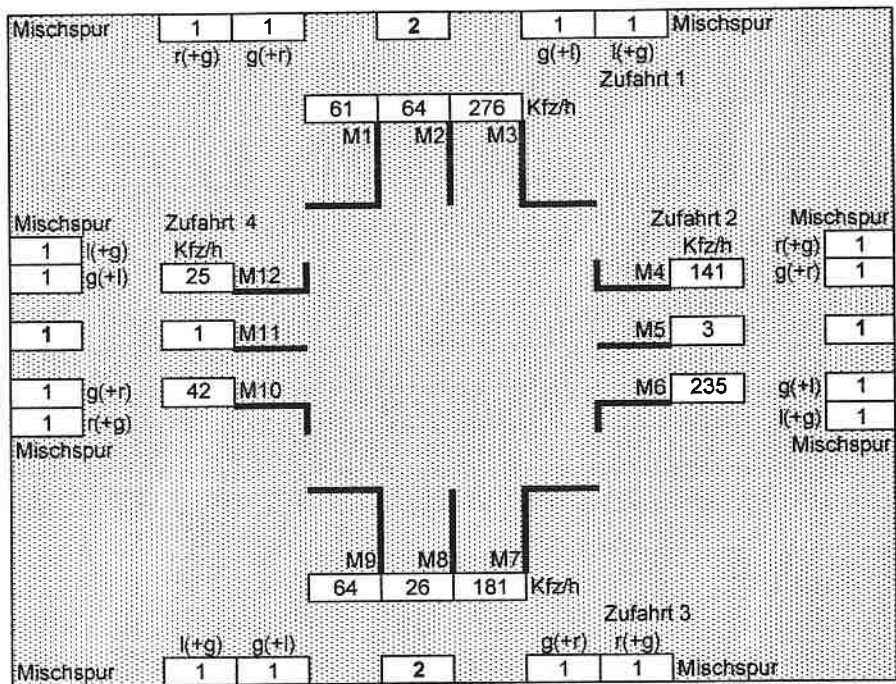 Mischspur 1 1 2 1 1 Mischspur
r(+g) g(+r) g(+l) l(+g)
Zufahrt 1
61 64 276 Kfz/h
M1 M2 M3
Mischspur Zufahrt 4 Zufahrt 2 Mischspur
1 l(+g) Kfz/h Kfz/h r(+g) 1
1 g(+l) 25 M12 M4 141 g(+r) 1
1 1 M11 M5 3 1
1 g(+r) 42 M10 M6 235 g(+l) 1
1 r(+g) l(+g) 1
Mischspur Mischspur
M9 M8 M7
64 26 181 Kfz/h
Zufahrt 3
l(+g) g(+l) g(+r) r(+g)
Mischspur 1 1 2 1 1 Mischspur